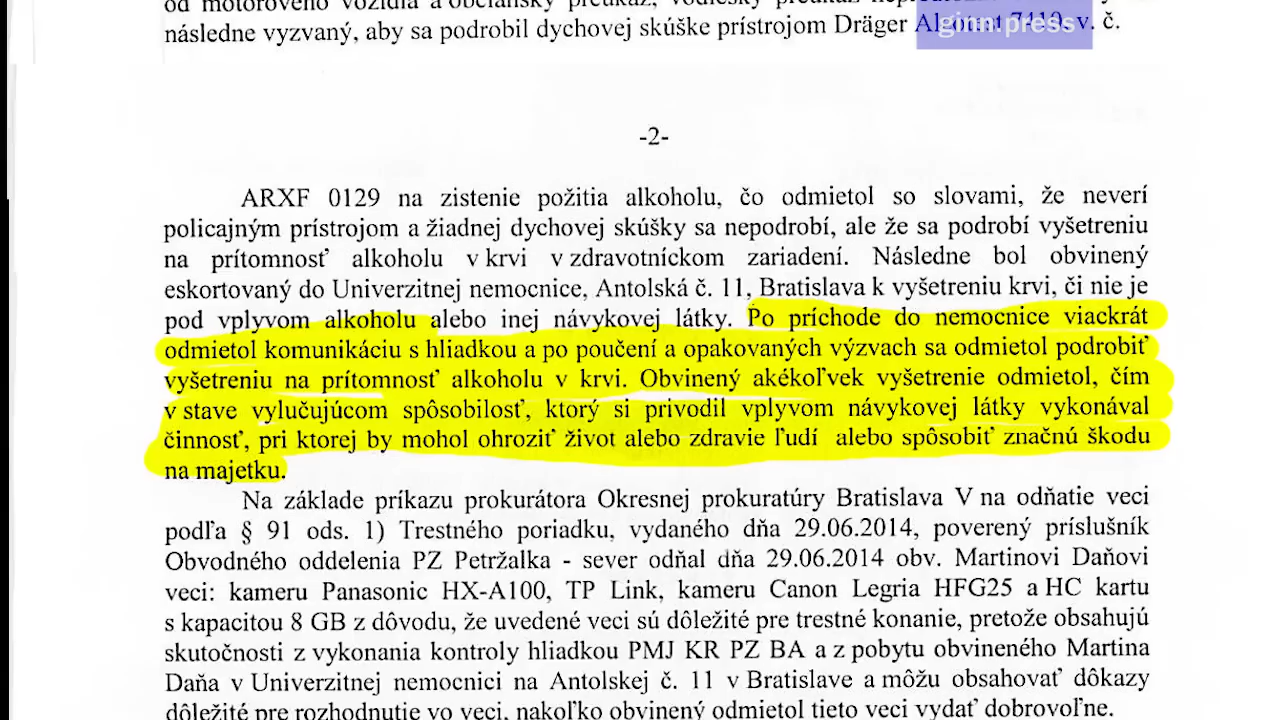 následne vyzvaný, aby sa podrobil dychovej skúške prístrojom Dräger v. č.
ginn.press
-2-
ARXF 0129 na zistenie požitia alkoholu, čo odmietol so slovami, že neverí
policajným prístrojom a žiadnej dychovej skúšky sa nepodrobí, ale že sa podrobí vyšetreniu
na prítomnosť alkoholu v krvi v zdravotníckom zariadení. Následne bol obvinený
eskortovaný do Univerzitnej nemocnice, Antolská č. 11, Bratislava k vyšetreniu krvi, či nie je
pod vplyvom alkoholu alebo inej návykovej látky. Po príchode do nemocnice viackrát
odmietol komunikáciu s hliadkou a po poučení a opakovaných výzvach sa odmietol podrobiť
vyšetreniu na prítomnosť alkoholu v krvi. Obvinený akékoľvek vyšetrenie odmietol, čím
v stave vylučujúcom spôsobilosť, ktorý si privodil vplyvom návykovej látky vykonával
činnosť, pri ktorej by mohol ohroziť život alebo zdravie ľudí alebo spôsobiť značnú škodu
na majetku.
Na základe príkazu prokurátora Okresnej prokuratúry Bratislava V na odňatie veci
podľa § 91 ods. 1) Trestného poriadku, vydaného dňa 29.06.2014, poverený príslušník
Obvodného oddelenia PZ Petržalka - sever odňal dňa 29.06.2014 obv. Martinovi Daňovi
veci: kameru Panasonic HX-A100, TP Link, kameru Canon Legria HFG25 a HC kartu
s kapacitou 8 GB z dôvodu, že uvedené veci sú dôležité pre trestné konanie, pretože obsahujú
skutočnosti z vykonania kontroly hliadkou PMJ KR PZ BA a z pobytu obvineného Martina
Daňa v Univerzitnej nemocnici na Antolskej č. 11 v Bratislave a môžu obsahovať dôkazy
dôležité pre rozhodnutie vo veci, nakoľko obvinený odmietol tieto veci vydať dobrovoľne.